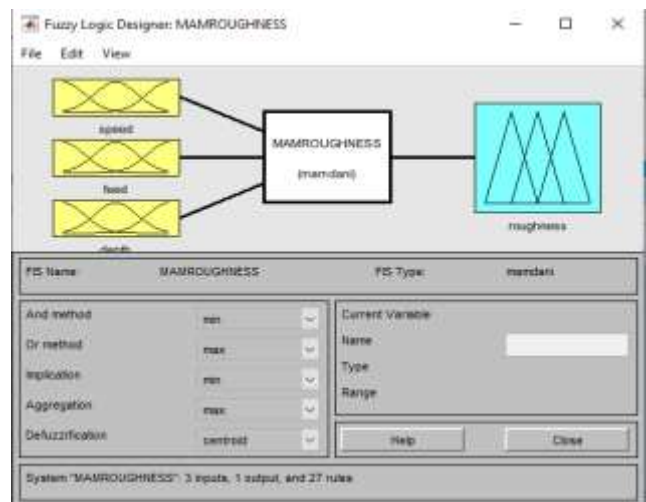 Fuzzy Logic Designer: MAMROUGHNESS
File Edit View
speed
MAMROUGHNESS
feed
(mamdani)
roughness
depth
FIS Name: MAMROUGHNESS FIS Type: mamdani
And method min Current Variable
Or method max Name
Implication min Type
Aggregation max Range
Defuzzification centroid Help Close
System "MAMROUGHNESS": 3 inputs, 1 output, and 27 rules